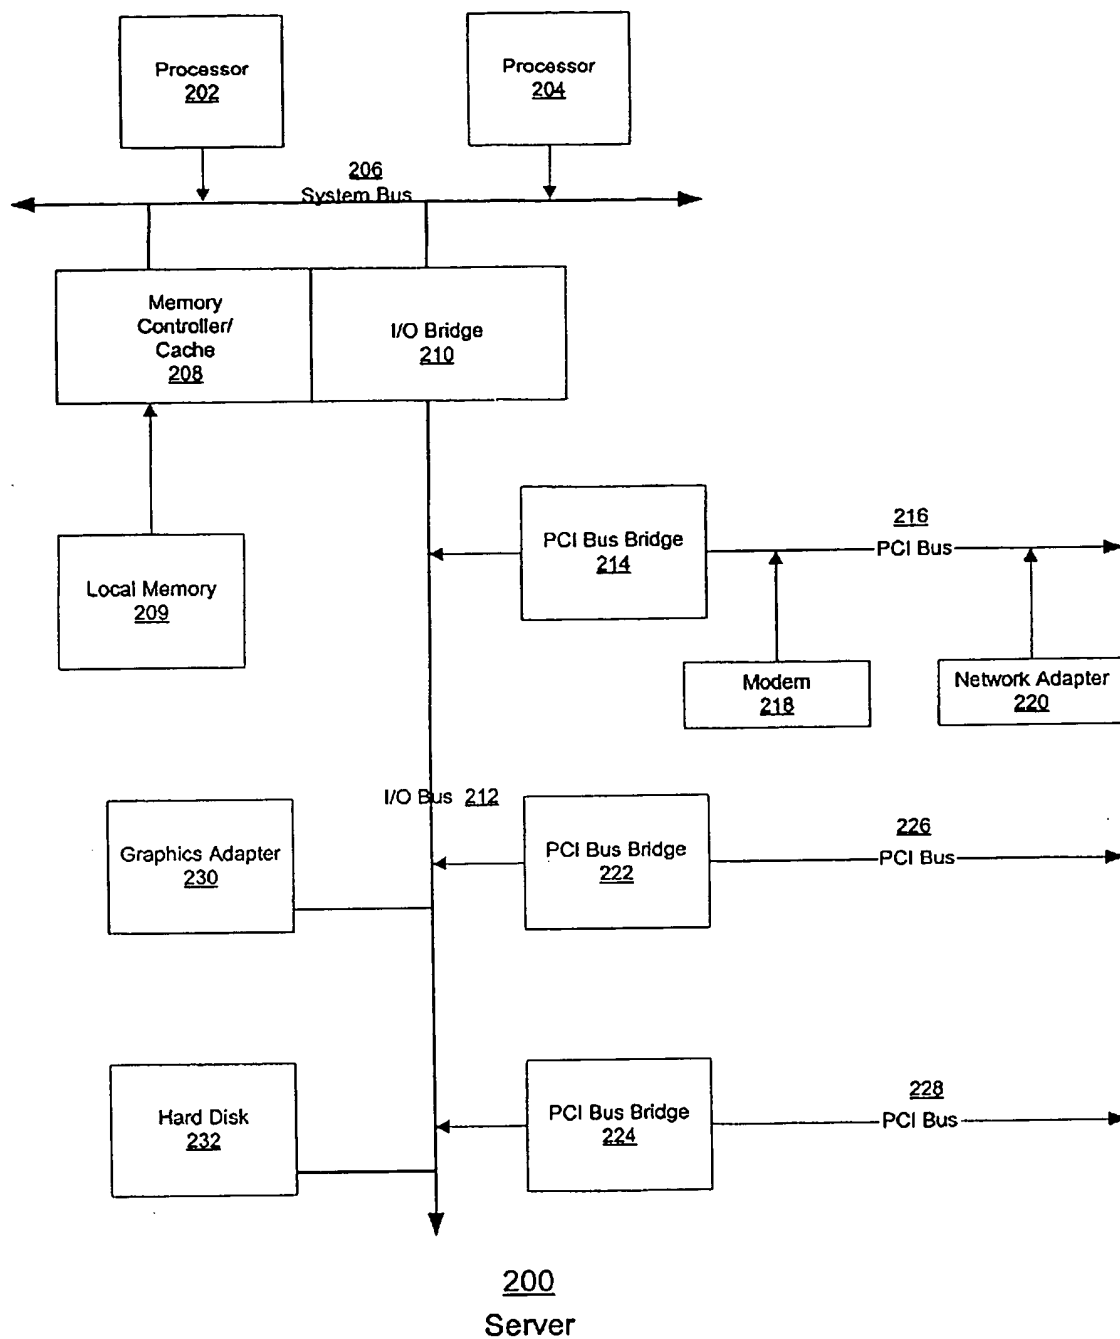 Processor
202
Processor
204
206
System Bus
Memory
Controller/
Cache
208
I/O Bridge
210
PCI Bus Bridge
214
216
PCI Bus
Local Memory
209
Modem
218
Network Adapter
220
I/O Bus 212
Graphics Adapter
230
PCI Bus Bridge
222
226
PCI Bus
Hard Disk
232
PCI Bus Bridge
224
228
PCI Bus
200
Server